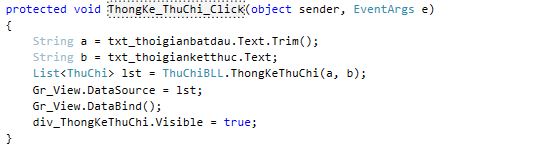 protected void ThongKe_ThuChi_Click(object sender, EventArgs e)
{
    String a = txt_thoigianbatdau.Text.Trim();
    String b = txt_thoigianketthuc.Text;
    List<ThuChi> lst = ThuChiBLL.ThongKeThuChi(a, b);
    Gr_View.DataSource = lst;
    Gr_View.DataBind();
    div_ThongKeThuChi.Visible = true;
}